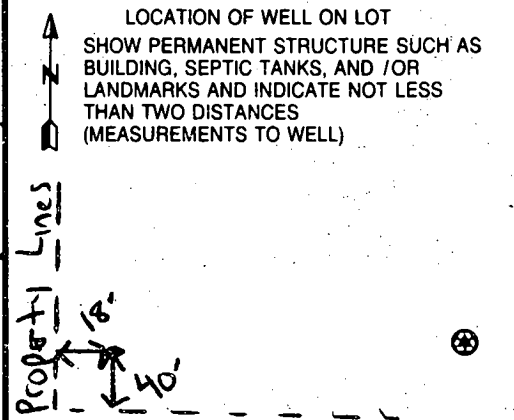 LOCATION OF WELL ON LOT
SHOW PERMANENT STRUCTURE SUCH AS
BUILDING, SEPTIC TANKS, AND /OR
LANDMARKS AND INDICATE NOT LESS
THAN TWO DISTANCES
(MEASUREMENTS TO WELL)
N
Property Lines
18'
40'